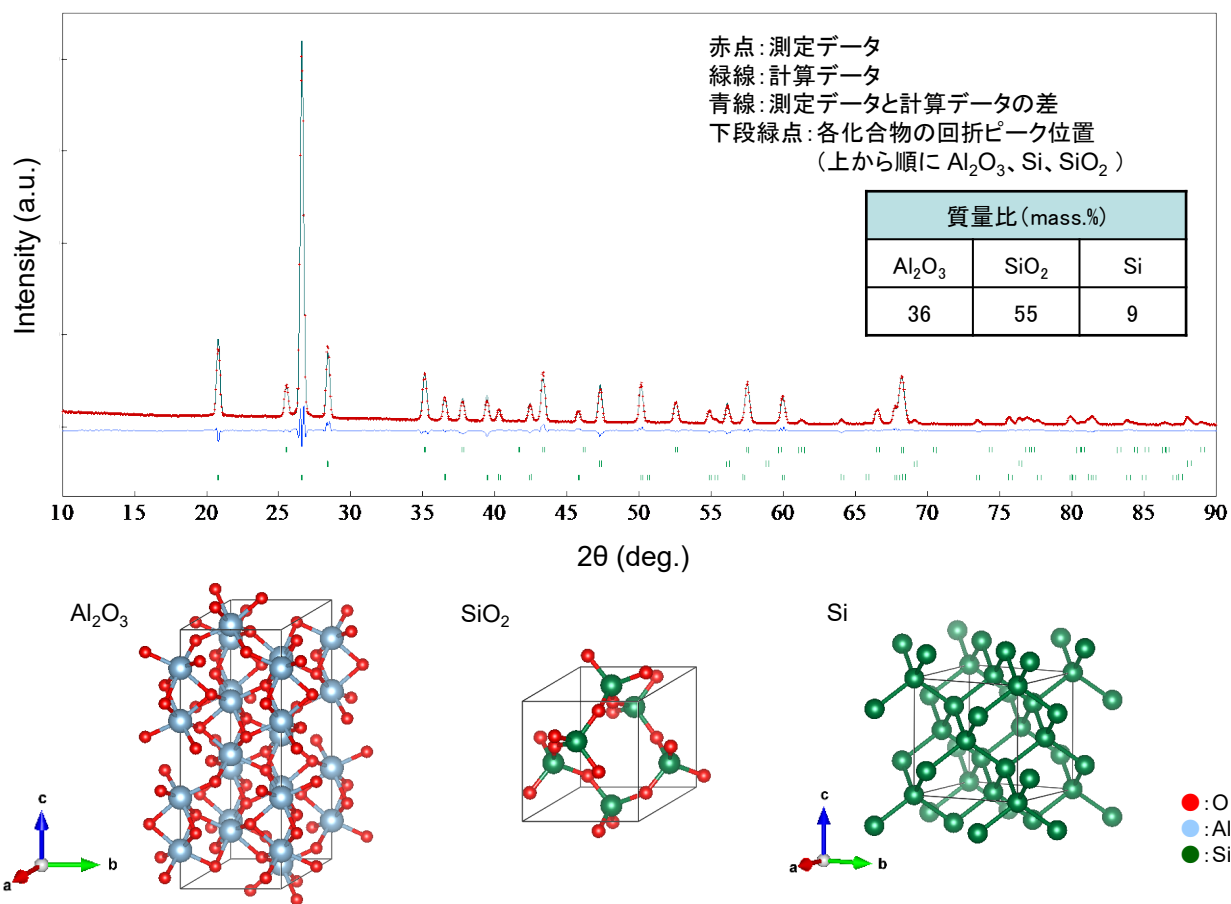 赤点：測定データ
緑線：計算データ
青線：測定データと計算データの差
下段緑点：各化合物の回折ピーク位置
（上から順に Al₂O₃、Si、SiO₂ ）
質量比（mass.%）
Al₂O₃ SiO₂ Si
36 55 9
Intensity (a.u.)
10 15 20 25 30 35 40 45 50 55 60 65 70 75 80 85 90
2θ (deg.)
Al₂O₃
SiO₂
Si
c
b
a
c
b
a
：O
：Al
：Si